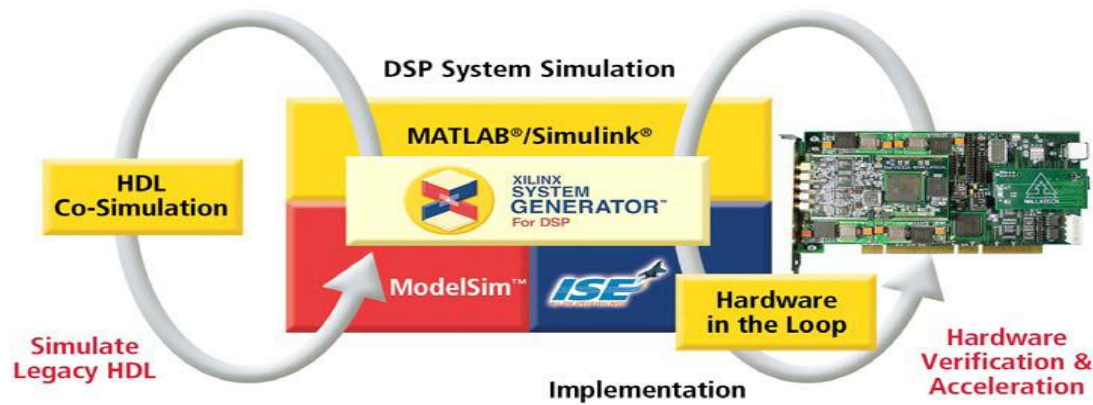 DSP System Simulation
MATLAB®/Simulink®
HDL
Co-Simulation
XILINX
SYSTEM
GENERATOR™
For DSP
NALLATECH
ModelSim™
ISE
Hardware
in the Loop
Simulate
Legacy HDL
Hardware
Verification &
Acceleration
Implementation